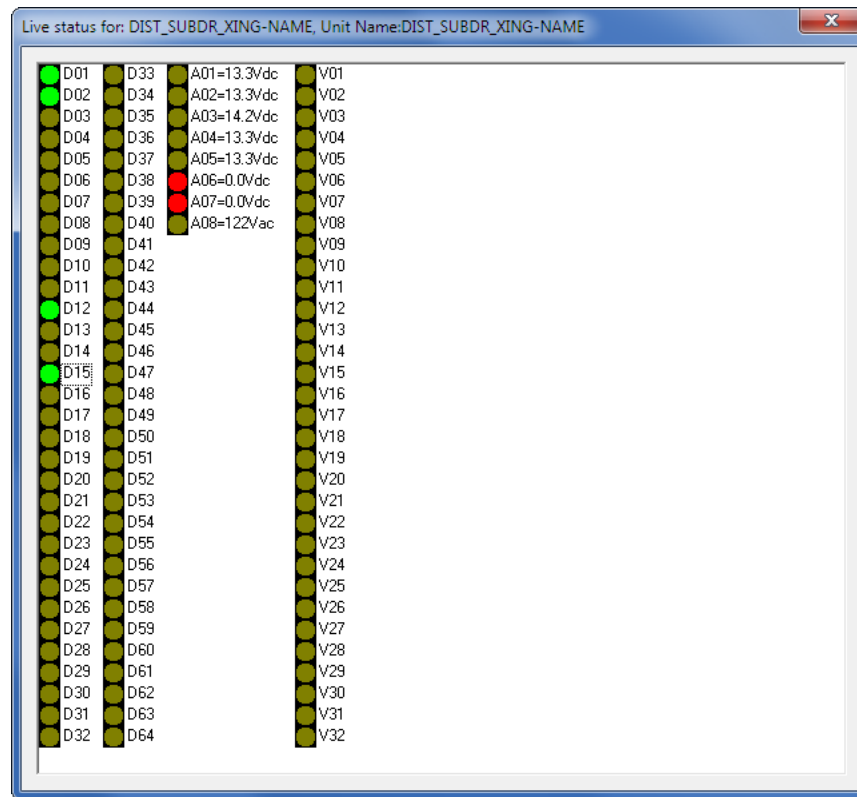 Live status for: DIST_SUBDR_XING-NAME, Unit Name:DIST_SUBDR_XING-NAME
D01 D33 A01=13.3Vdc V01
D02 D34 A02=13.3Vdc V02
D03 D35 A03=14.2Vdc V03
D04 D36 A04=13.3Vdc V04
D05 D37 A05=13.3Vdc V05
D06 D38 A06=0.0Vdc V06
D07 D39 A07=0.0Vdc V07
D08 D40 A08=122Vac V08
D09 D41 V09
D10 D42 V10
D11 D43 V11
D12 D44 V12
D13 D45 V13
D14 D46 V14
D15 D47 V15
D16 D48 V16
D17 D49 V17
D18 D50 V18
D19 D51 V19
D20 D52 V20
D21 D53 V21
D22 D54 V22
D23 D55 V23
D24 D56 V24
D25 D57 V25
D26 D58 V26
D27 D59 V27
D28 D60 V28
D29 D61 V29
D30 D62 V30
D31 D63 V31
D32 D64 V32